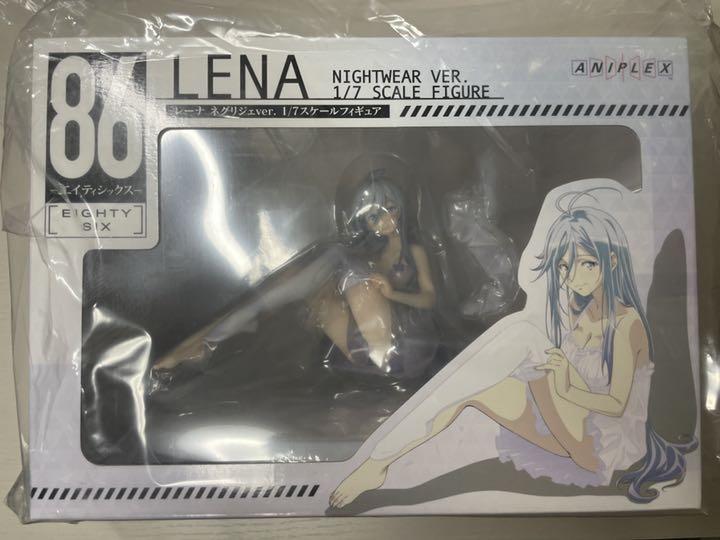 86
-エイティシックス-
EIGHTY
SIX
LENA
NIGHTWEAR VER.
1/7 SCALE FIGURE
レーナ ネグリジェver. 1/7スケールフィギュア
ANIPLEX